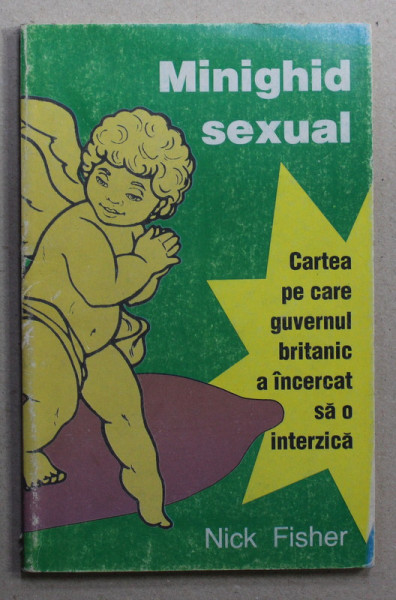 Minighid
sexual
Cartea
pe care
guvernul
britanic
a încercat
să o
interzică
Nick Fisher